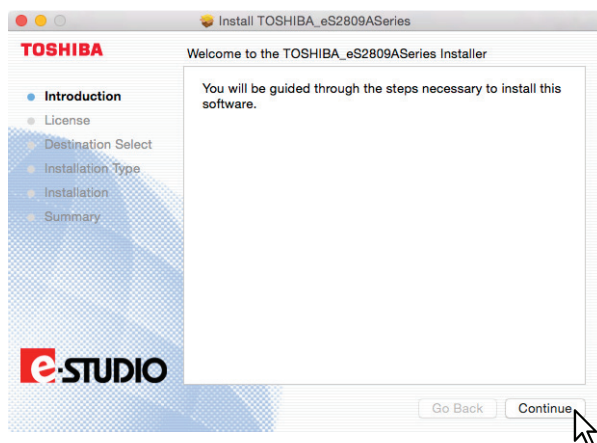 Install TOSHIBA_eS2809ASeries
TOSHIBA
Welcome to the TOSHIBA_eS2809ASeries Installer
Introduction
License
Destination Select
Installation Type
Installation
Summary
You will be guided through the steps necessary to install this
software.
e-STUDIO
Go Back
Continue